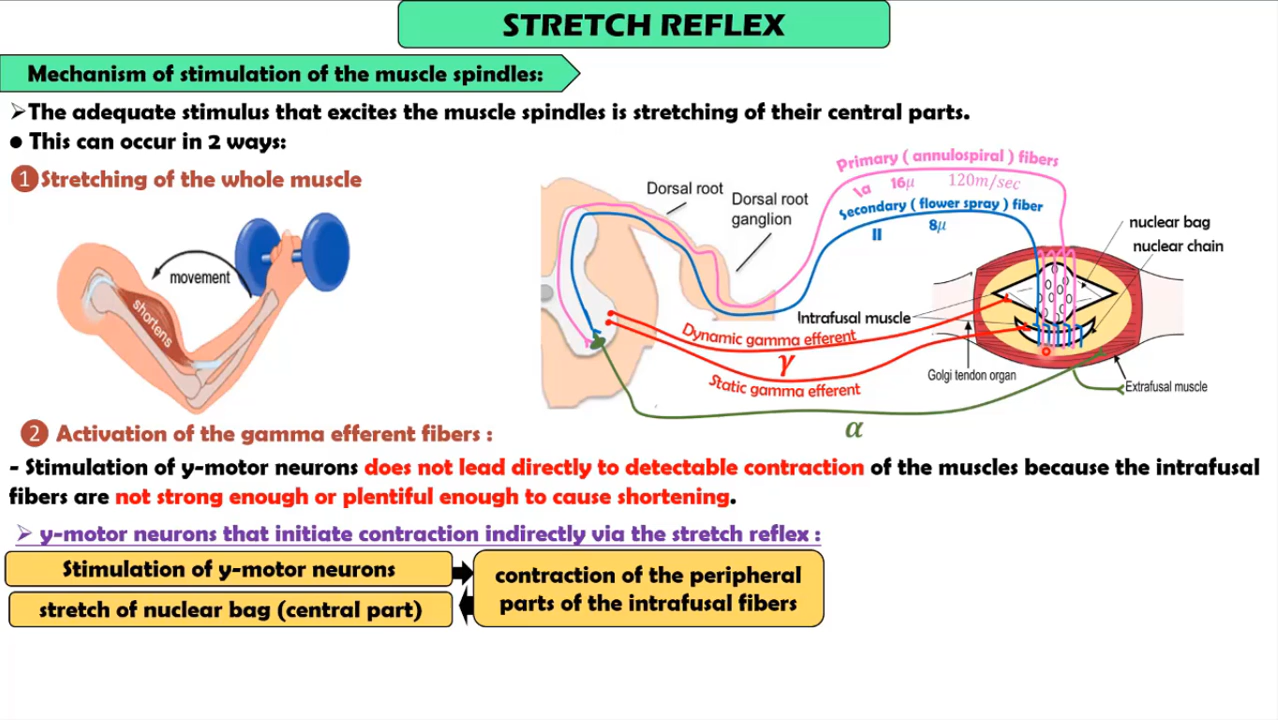 STRETCH REFLEX
Mechanism of stimulation of the muscle spindles:
➢The adequate stimulus that excites the muscle spindles is stretching of their central parts.
● This can occur in 2 ways:
❶Stretching of the whole muscle
movement
shortens
Primary ( annulospiral ) fibers
Ia 16μ 120m/sec
Secondary ( flower spray ) fiber
II 8μ
Dorsal root
Dorsal root
ganglion
nuclear bag
nuclear chain
Intrafusal muscle
Dynamic gamma efferent
γ
Static gamma efferent
Golgi tendon organ
Extrafusal muscle
α
❷ Activation of the gamma efferent fibers :
- Stimulation of y-motor neurons does not lead directly to detectable contraction of the muscles because the intrafusal
fibers are not strong enough or plentiful enough to cause shortening.
➢ y-motor neurons that initiate contraction indirectly via the stretch reflex :
Stimulation of y-motor neurons
contraction of the peripheral
parts of the intrafusal fibers
stretch of nuclear bag (central part)